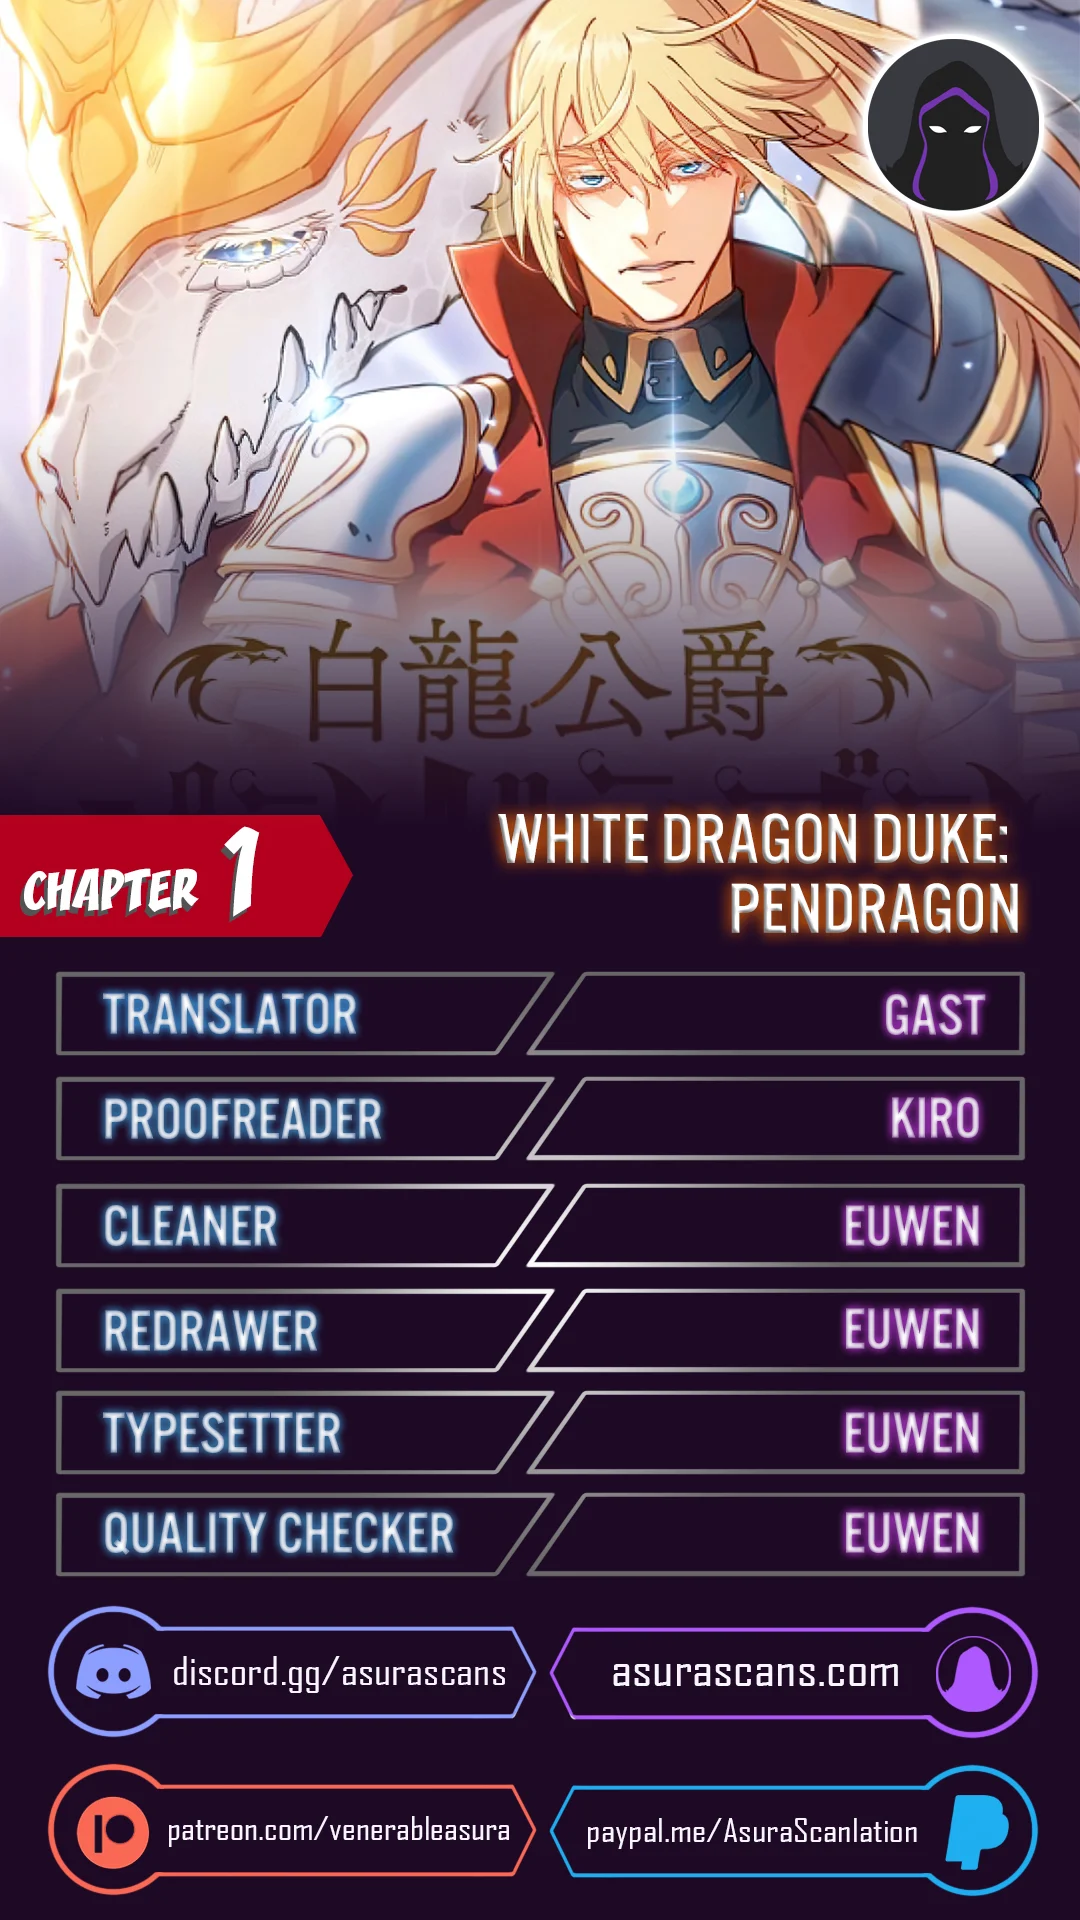 白龍公爵
CHAPTER 1
WHITE DRAGON DUKE:
PENDRAGON
TRANSLATOR GAST
PROOFREADER KIRO
CLEANER EUWEN
REDRAWER EUWEN
TYPESETTER EUWEN
QUALITY CHECKER EUWEN
discord.gg/asurascans asurascans.com
patreon.com/venerableasura paypal.me/AsuraScanlation